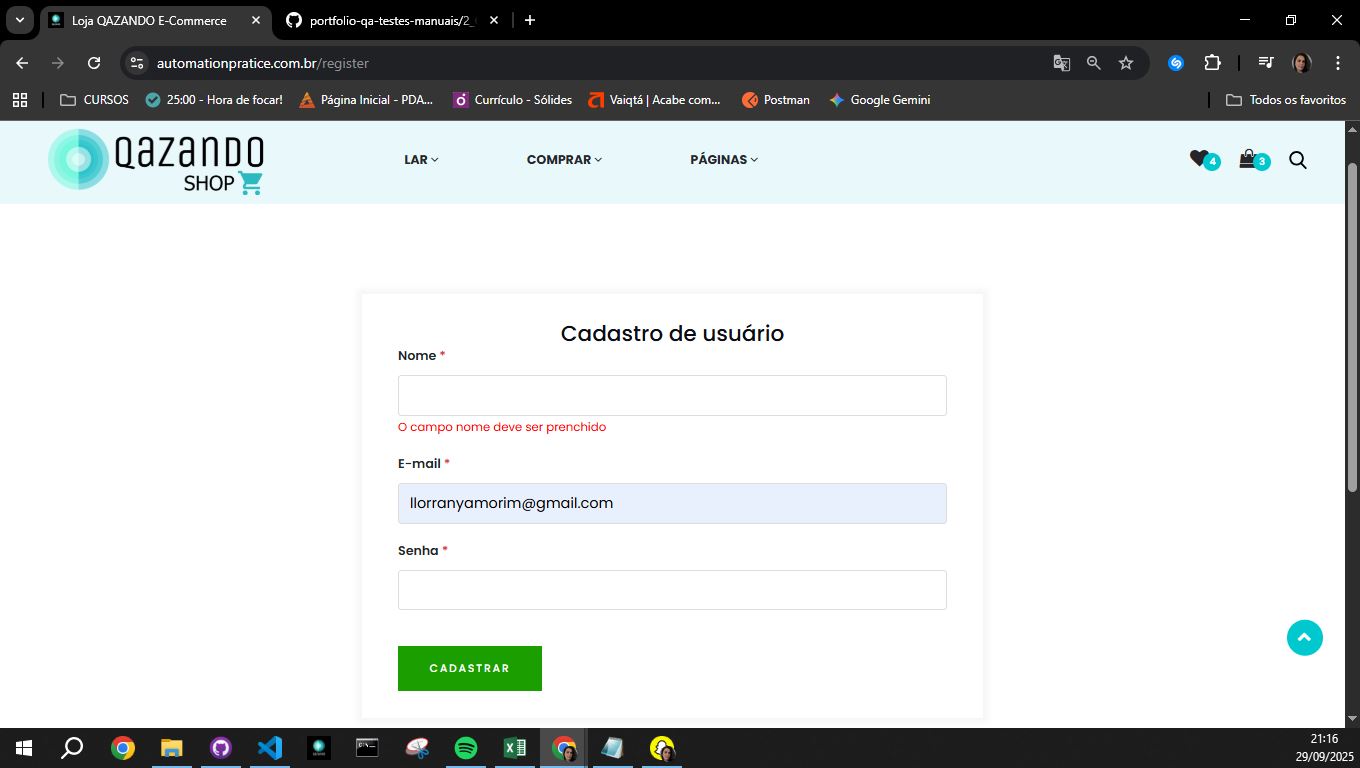 Loja QAZANDO E-Commerce
portfolio-qa-testes-manuais/2_
automationpratice.com.br/register
CURSOS
25:00 - Hora de focar!
Página Inicial - PDA...
Currículo - Sólides
Vaiqtá | Acabe com...
Postman
Google Gemini
Todos os favoritos
QAZANDO
SHOP
LAR
COMPRAR
PÁGINAS
4
3
Cadastro de usuário
Nome *
O campo nome deve ser prenchido
E-mail *
llorranyamorim@gmail.com
Senha *
CADASTRAR
21:16
29/09/2025